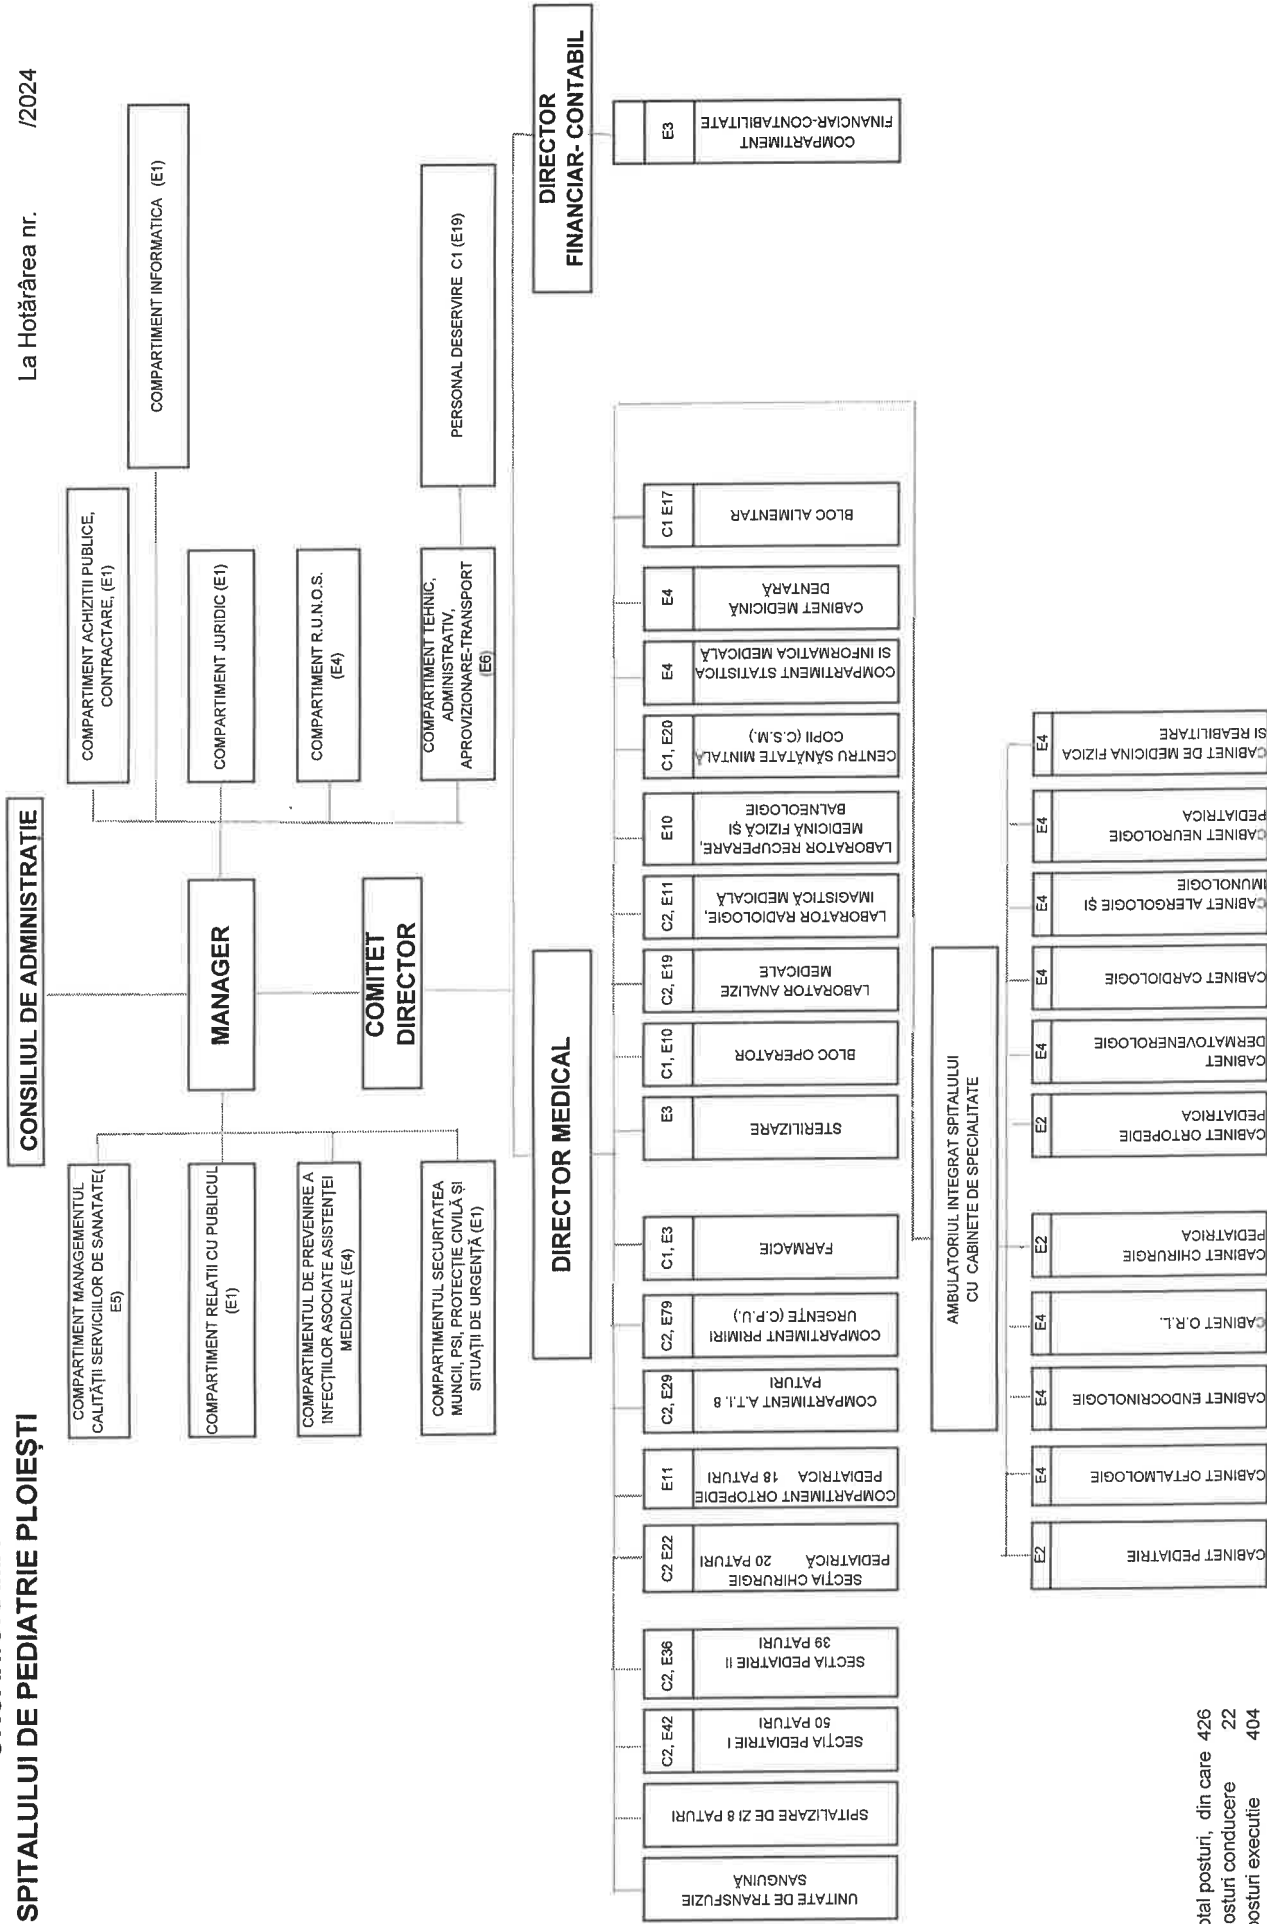 SPITALULUI DE PEDIATRIE PLOIEȘTI
La Hotărârea nr. /2024
CONSILIUL DE ADMINISTRAȚIE
COMPARTIMENT MANAGEMENTUL
CALITĂȚII SERVICIILOR DE SANATATE(
E5)
COMPARTIMENT RELATII CU PUBLICUL
(E1)
COMPARTIMENTUL DE PREVENIRE A
INFECȚIILOR ASOCIATE ASISTENȚEI
MEDICALE (E4)
COMPARTIMENTUL SECURITATEA
MUNCII, PSI, PROTECȚIE CIVILĂ ȘI
SITUAȚII DE URGENȚĂ (E1)
MANAGER
COMITET
DIRECTOR
COMPARTIMENT ACHIZITII PUBLICE,
CONTRACTARE, (E1)
COMPARTIMENT INFORMATICA (E1)
COMPARTIMENT JURIDIC (E1)
COMPARTIMENT R.U.N.O.S.
(E4)
COMPARTIMENT TEHNIC,
ADMINISTRATIV,
APROVIZIONARE-TRANSPORT
(E6)
PERSONAL DESERVIRE C1 (E19)
DIRECTOR MEDICAL
DIRECTOR
FINANCIAR- CONTABIL
UNITATE DE TRANSFUZIE
SANGUINĂ
SPITALIZARE DE ZI 8 PATURI
C2, E42
SECȚIA PEDIATRIE I
50 PATURI
C2, E36
SECTIA PEDIATRIE II
39 PATURI
C2 E22
SECȚIA CHIRURGIE
PEDIATRICĂ 20 PATURI
E11
COMPARTIMENT ORTOPEDIE
PEDIATRICA 18 PATURI
C2, E29
COMPARTIMENT A.T.I. 8
PATURI
C2, E79
COMPARTIMENT PRIMIRI
URGENȚE (C.P.U.)
C1, E3
FARMACIE
E3
STERILIZARE
C1, E10
BLOC OPERATOR
C2, E19
LABORATOR ANALIZE
MEDICALE
C2, E11
LABORATOR RADIOLOGIE,
IMAGISTICĂ MEDICALĂ
E10
LABORATOR RECUPERARE,
MEDICINĂ FIZICĂ ȘI
BALNEOLOGIE
C1, E20
CENTRU SĂNĂTATE MINTALĂ
COPII (C.S.M.)
E4
COMPARTIMENT STATISTICA
SI INFORMATICA MEDICALĂ
E4
CABINET MEDICINĂ
DENTARĂ
C1 E17
BLOC ALIMENTAR
E3
COMPARTIMENT
FINANCIAR-CONTABILITATE
AMBULATORIUL INTEGRAT SPITALULUI
CU CABINETE DE SPECIALITATE
E2
CABINET PEDIATRIE
E4
CABINET OFTALMOLOGIE
E4
CABINET ENDOCRINOLOGIE
E4
CABINET O.R.L.
E2
CABINET CHIRURGIE
PEDIATRICA
E2
CABINET ORTOPEDIE
PEDIATRICA
E4
CABINET
DERMATOVENEROLOGIE
E4
CABINET CARDIOLOGIE
E4
CABINET ALERGOLOGIE ȘI
IMUNOLOGIE
E4
CABINET NEUROLOGIE
PEDIATRICA
E4
CABINET DE MEDICINA FIZICA
SI REABILITARE
otal posturi, din care 426
osturi conducere 22
posturi executie 404